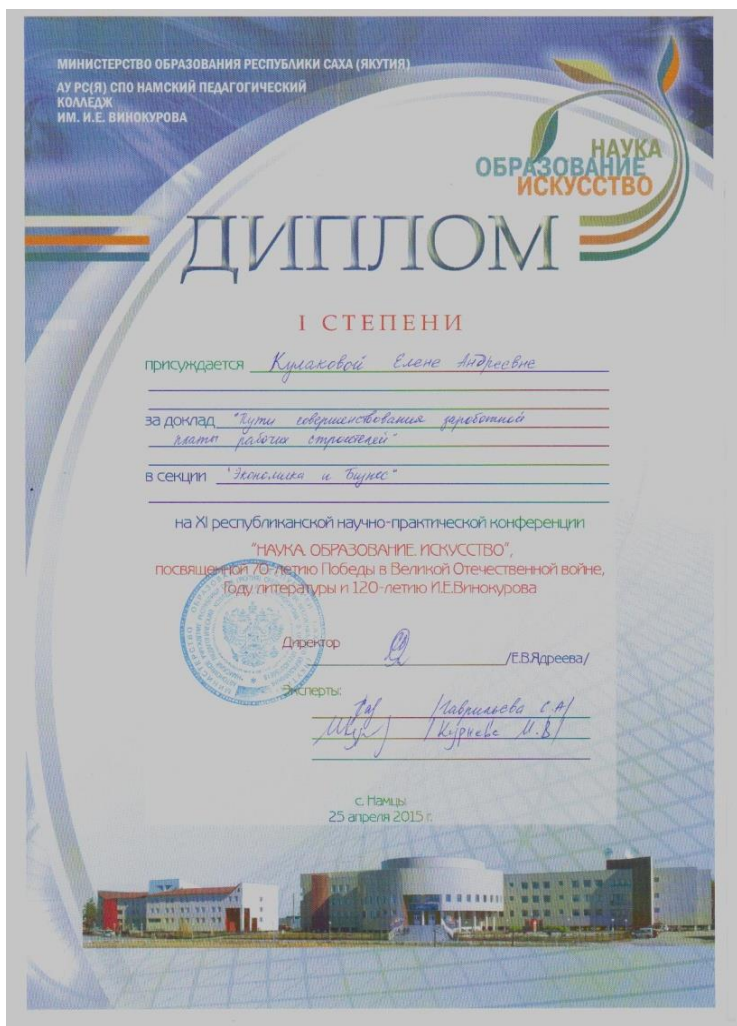 МИНИСТЕРСТВО ОБРАЗОВАНИЯ РЕСПУБЛИКИ САХА (ЯКУТИЯ)
АУ РС(Я) СПО НАМСКИЙ ПЕДАГОГИЧЕСКИЙ
КОЛЛЕДЖ
ИМ. И.Е. ВИНОКУРОВА
НАУКА
ОБРАЗОВАНИЕ
ИСКУССТВО
ДИПЛОМ
I СТЕПЕНИ
присуждается Кулаковой Елене Андреевне
за доклад "Пути совершенствования зароботной
платы рабочих строителей"
в секции "Экономика и Бизнес"
на XI республиканской научно-практической конференции
"НАУКА. ОБРАЗОВАНИЕ. ИСКУССТВО",
посвященной 70-летию Победы в Великой Отечественной войне,
Году литературы и 120-летию И.Е.Винокурова
Директор /Е.В.Ядреева/
Эксперты:
/Гаврильева С.А/
М.В/
с. Намцы
25 апреля 2015 г.